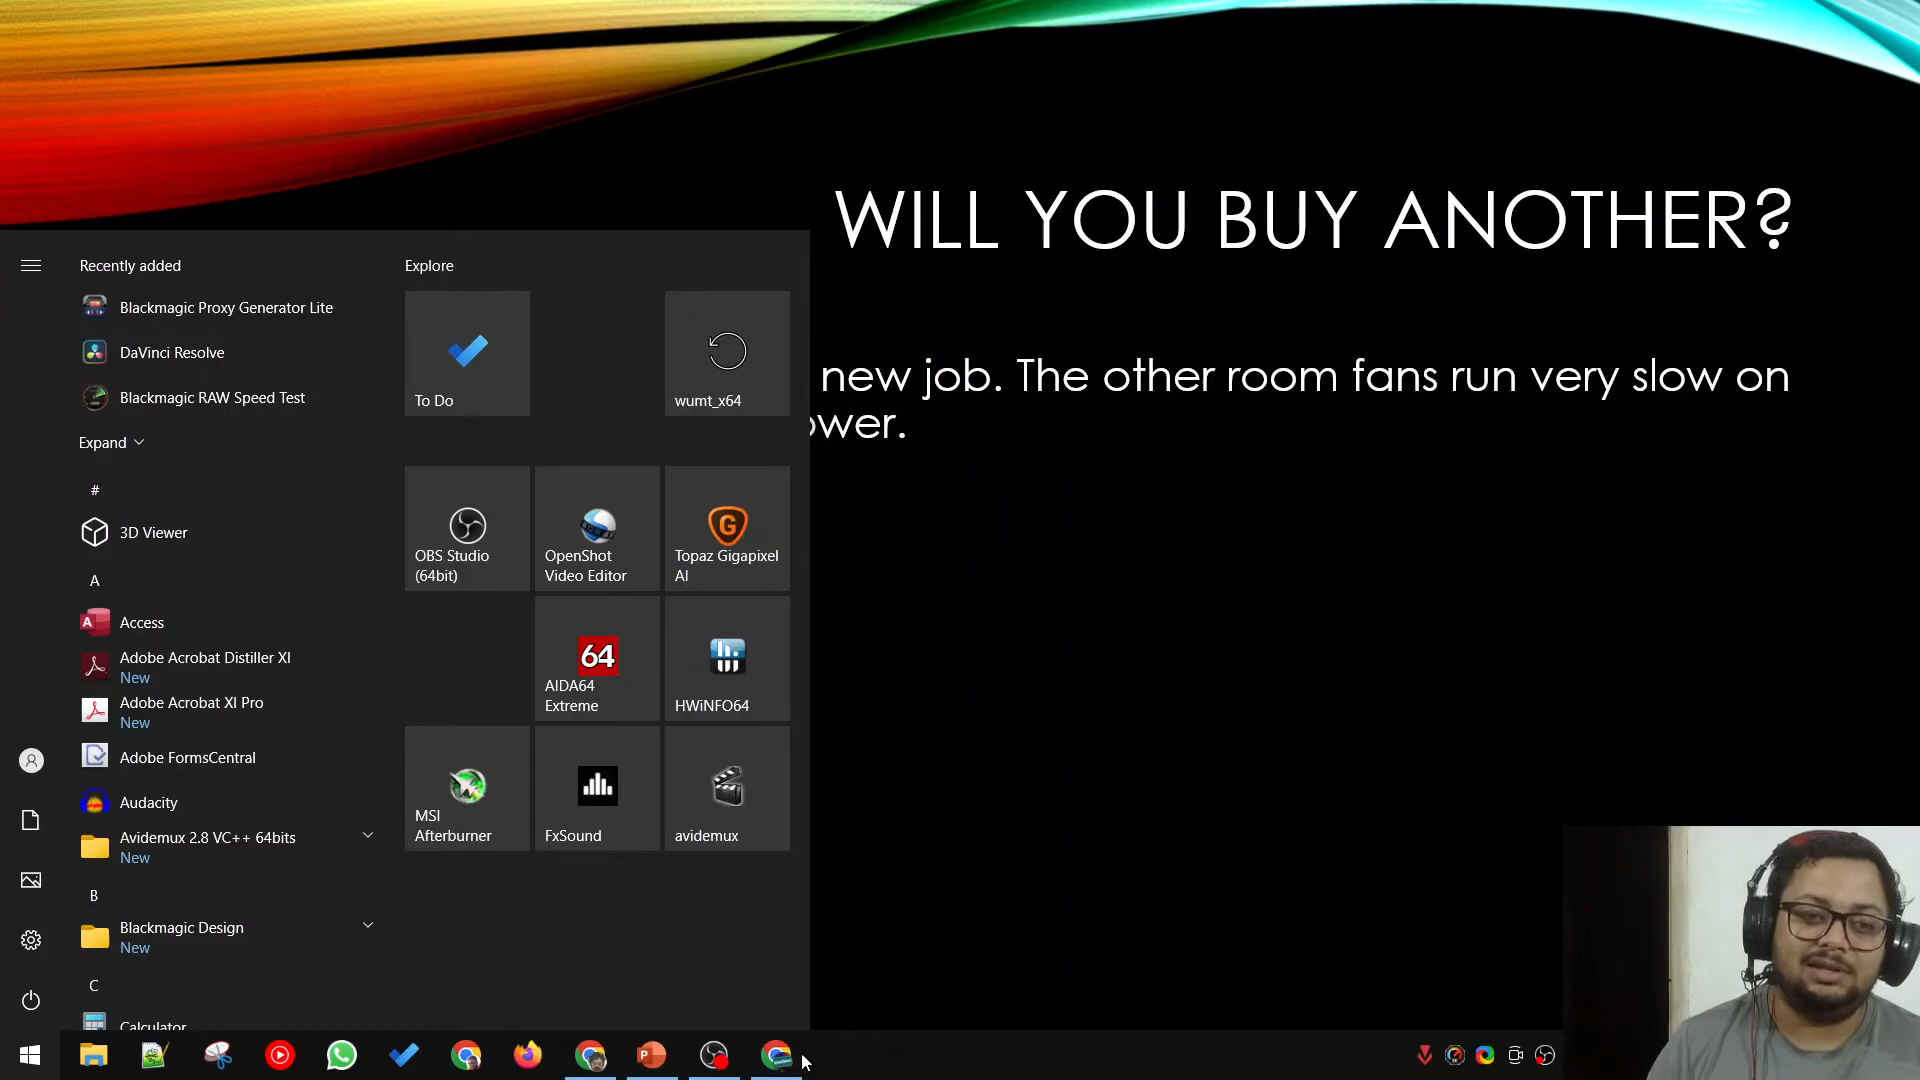 WILL YOU BUY ANOTHER?
new job. The other room fans run very slow on
ower.
Recently added
Blackmagic Proxy Generator Lite
DaVinci Resolve
Blackmagic RAW Speed Test
Expand
#
3D Viewer
A
Access
Adobe Acrobat Distiller XI
New
Adobe Acrobat XI Pro
New
Adobe FormsCentral
Audacity
Avidemux 2.8 VC++ 64bits
New
B
Blackmagic Design
New
C
Calculator
Explore
To Do
wumt_x64
OBS Studio
(64bit)
OpenShot
Video Editor
Topaz Gigapixel
AI
64
AIDA64
Extreme
HWiNFO64
MSI
Afterburner
FxSound
avidemux